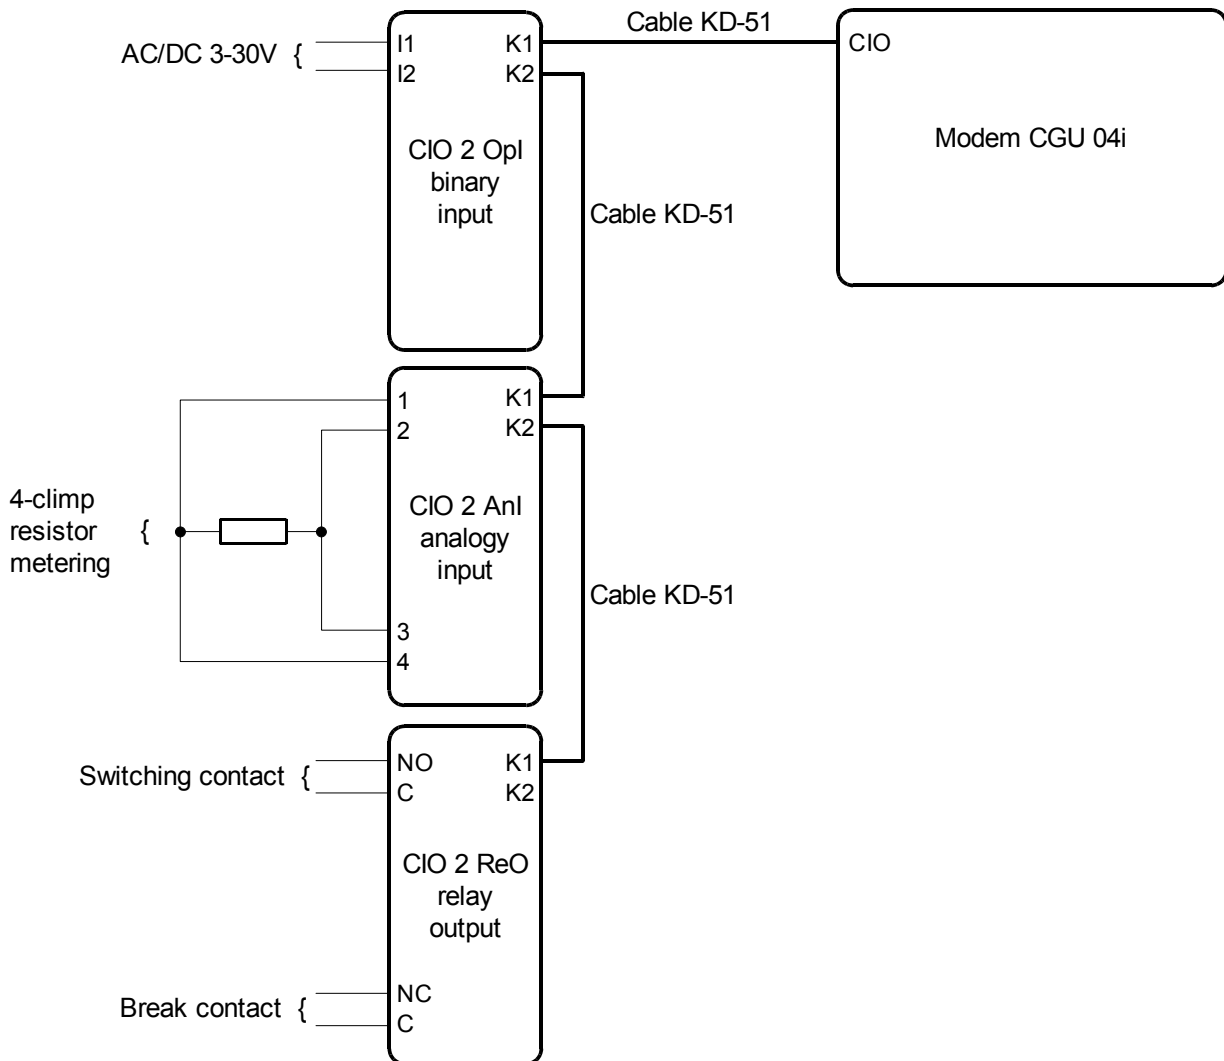 Cable KD-51
AC/DC 3-30V {
I1
I2
K1
K2
CIO
CIO 2 OpI
binary
input
Modem CGU 04i
Cable KD-51
1
2
K1
K2
4-climp
resistor
metering
{
CIO 2 AnI
analogy
input
3
4
Cable KD-51
Switching contact {
NO
C
K1
K2
CIO 2 ReO
relay
output
Break contact {
NC
C